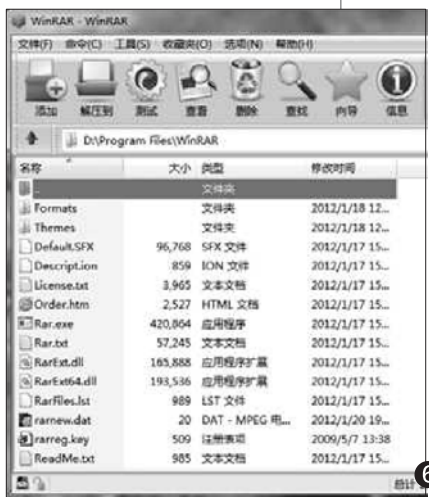 WinRAR - WinRAR
文件(F) 命令(C) 工具(S) 收藏夹(O) 选项(N) 帮助(H)
添加 解压到 测试 查看 删除 查找 向导 信息
D:\Program Files\WinRAR
名称 大小 类型 修改时间
.. 文件夹
Formats 文件夹 2012/1/18 12...
Themes 文件夹 2012/1/18 12...
Default.SFX 96,768 SFX 文件 2012/1/17 15...
Descript.ion 859 ION 文件 2012/1/17 15...
License.txt 3,965 文本文档 2012/1/17 15...
Order.htm 2,527 HTML 文档 2012/1/17 15...
Rar.exe 420,864 应用程序 2012/1/17 15...
Rar.txt 57,245 文本文档 2012/1/17 15...
RarExt.dll 165,888 应用程序扩展 2012/1/17 15...
RarExt64.dll 193,536 应用程序扩展 2012/1/17 15...
RarFiles.lst 989 LST 文件 2012/1/17 15...
rarnew.dat 20 DAT - MPEG 电... 2012/1/20 19...
rarreg.key 509 注册表项 2009/5/7 13:38
ReadMe.txt 985 文本文档 2012/1/17 15...
总计 6